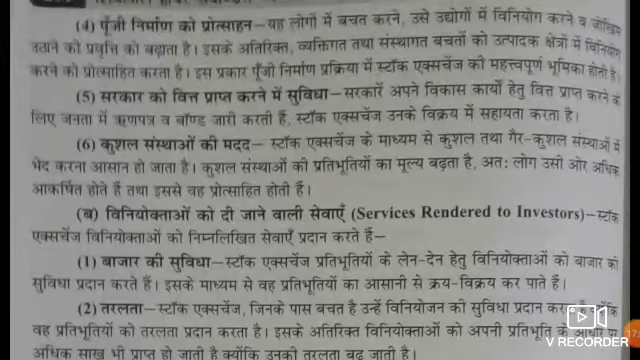 (4) पूँजी निर्माण को प्रोत्साहन–यह लोगों में बचत करने, उसे उद्योगों में विनियोग करने व जोखिम
उठाने की प्रवृत्ति को बढ़ाता है। इसके अतिरिक्त, व्यक्तिगत तथा संस्थागत बचतों को उत्पादक क्षेत्रों में विनियोग
करने को प्रोत्साहित करता है। इस प्रकार पूँजी निर्माण प्रक्रिया में स्टॉक एक्सचेंज की महत्त्वपूर्ण भूमिका होती है।
(5) सरकार को वित्त प्राप्त करने में सुविधा–सरकारें अपने विकास कार्यों हेतु वित्त प्राप्त करने के
लिए जनता में ऋणपत्र व बॉण्ड जारी करती हैं, स्टॉक एक्सचेंज उनके विक्रय में सहायता करता है।
(6) कुशल संस्थाओं की मदद– स्टॉक एक्सचेंज के माध्यम से कुशल तथा गैर-कुशल संस्थाओं में
भेद करना आसान हो जाता है। कुशल संस्थाओं की प्रतिभूतियों का मूल्य बढ़ता है, अतः लोग उसी ओर अधिक
आकर्षित होते हैं तथा इससे वह प्रोत्साहित होती हैं।
(ब) विनियोक्ताओं को दी जाने वाली सेवाएँ (Services Rendered to Investors)–स्टॉक
एक्सचेंज विनियोक्ताओं को निम्नलिखित सेवाएँ प्रदान करते हैं–
(1) बाजार की सुविधा–स्टॉक एक्सचेंज प्रतिभूतियों के लेन-देन हेतु विनियोक्ताओं को बाजार की
सुविधा प्रदान करते हैं। इसके माध्यम से वह प्रतिभूतियों का आसानी से क्रय-विक्रय कर पाते हैं।
(2) तरलता–स्टॉक एक्सचेंज, जिनके पास बचत है उन्हें विनियोजन की सुविधा प्रदान करता है
वह प्रतिभूतियों को तरलता प्रदान करता है। इसके अतिरिक्त विनियोक्ताओं को अपनी प्रतिभूति के आधार पर
अधिक साख भी प्राप्त हो जाती है क्योंकि उनकी तरलता बढ़ जाती है।
V RECORDER